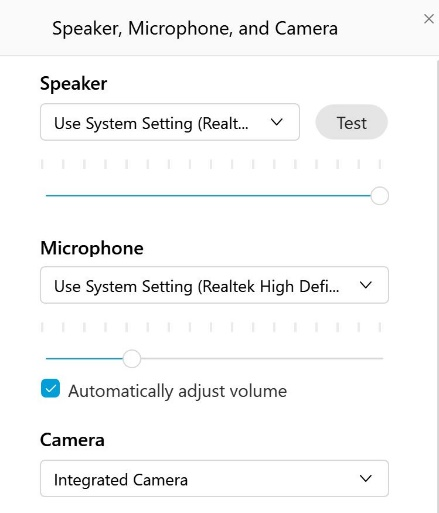 Speaker, Microphone, and Camera
Speaker
Use System Setting (Realt...
Test
Microphone
Use System Setting (Realtek High Defi...
Automatically adjust volume
Camera
Integrated Camera